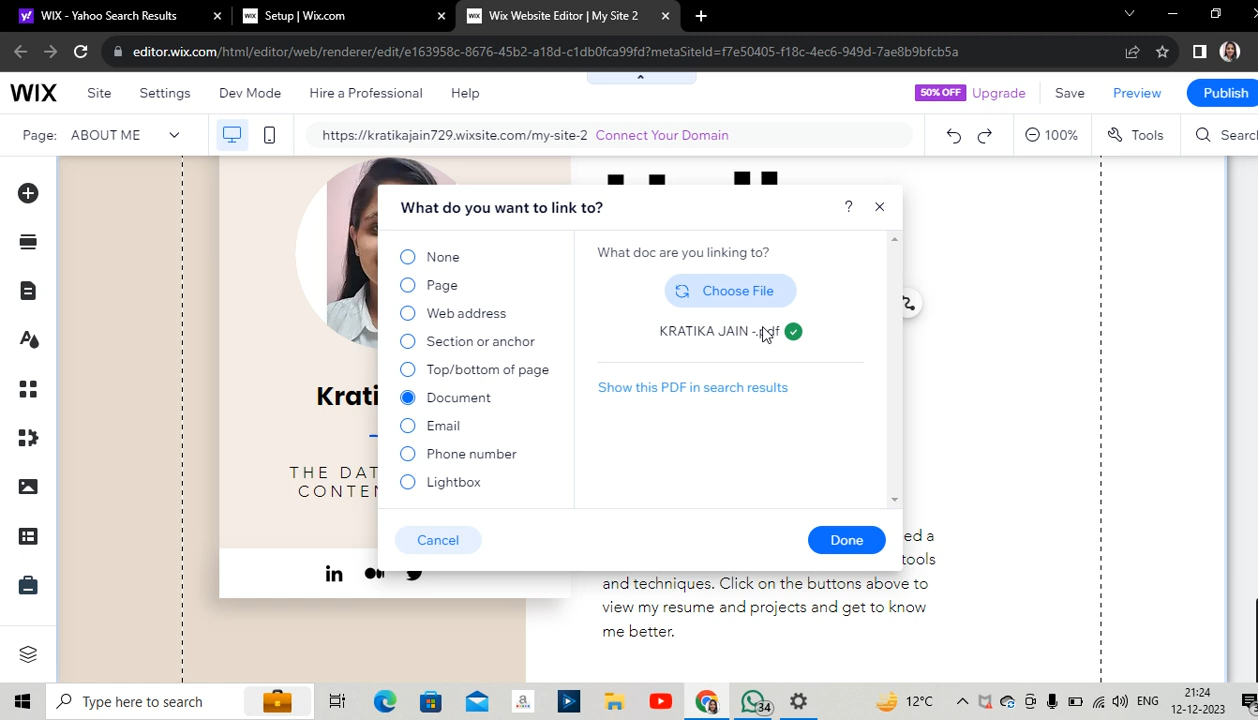 WIX - Yahoo Search Results
Setup | Wix.com
Wix Website Editor | My Site 2
editor.wix.com/html/editor/web/renderer/edit/e163958c-8676-45b2-a18d-c1db0fca99fd?metaSiteId=f7e50405-f18c-4ec6-949d-7ae8b9bfcb5a
WIX Site Settings Dev Mode Hire a Professional Help 50% OFF Upgrade Save Preview Publish
Page: ABOUT ME https://kratikajain729.wixsite.com/my-site-2 Connect Your Domain 100% Tools Searc
What do you want to link to? ?
None
Page
Web address
Section or anchor
Top/bottom of page
Document
Email
Phone number
Lightbox
What doc are you linking to?
Choose File
KRATIKA JAIN -.pdf
Show this PDF in search results
Cancel Done
Krati
THE DAT
CONTEN
in
ed a
tools
and techniques. Click on the buttons above to
view my resume and projects and get to know
me better.
Type here to search
a
34
12°C
ENG
21:24
12-12-2023